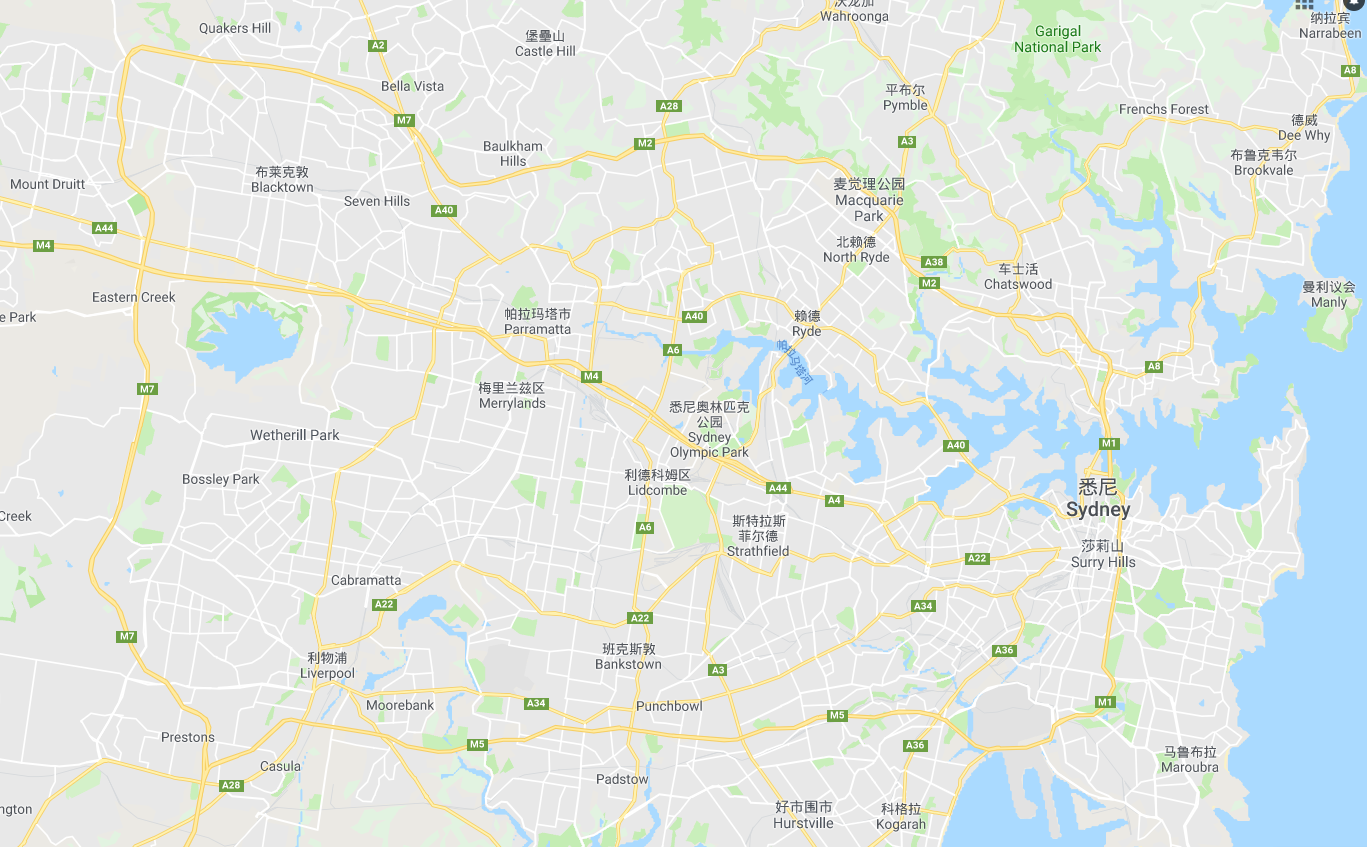 沃龙加
Wahroonga
纳拉宾
Narrabeen
Quakers Hill
A2
堡壘山
Castle Hill
Garigal
National Park
A8
Bella Vista
平布尔
Pymble
A28
Frenchs Forest
M7
德威
Dee Why
A3
M2
Baulkham
Hills
布鲁克韦尔
Brookvale
布莱克敦
Blacktown
Mount Druitt
麦觉理公园
Macquarie
Park
Seven Hills
A40
A44
M4
北赖德
North Ryde
A38
车士活
Chatswood
M2
曼利议会
Manly
Eastern Creek
e Park
帕拉玛塔市
Parramatta
A40
赖德
Ryde
A6
帕拉马塔河
A8
M4
M7
梅里兰兹区
Merrylands
悉尼奥林匹克
公园
Sydney
Olympic Park
Wetherill Park
A40
M1
Bossley Park
利德科姆区
Lidcombe
A44
A4
悉尼
Sydney
Creek
A6
斯特拉斯
菲尔德
Strathfield
莎莉山
Surry Hills
A22
Cabramatta
A22
A34
A22
M7
班克斯敦
Bankstown
A36
利物浦
Liverpool
A3
Moorebank
A34
Punchbowl
M1
M5
Prestons
M5
A36
马鲁布拉
Maroubra
Casula
A28
Padstow
ngton
好市围市
Hurstville
科格拉
Kogarah